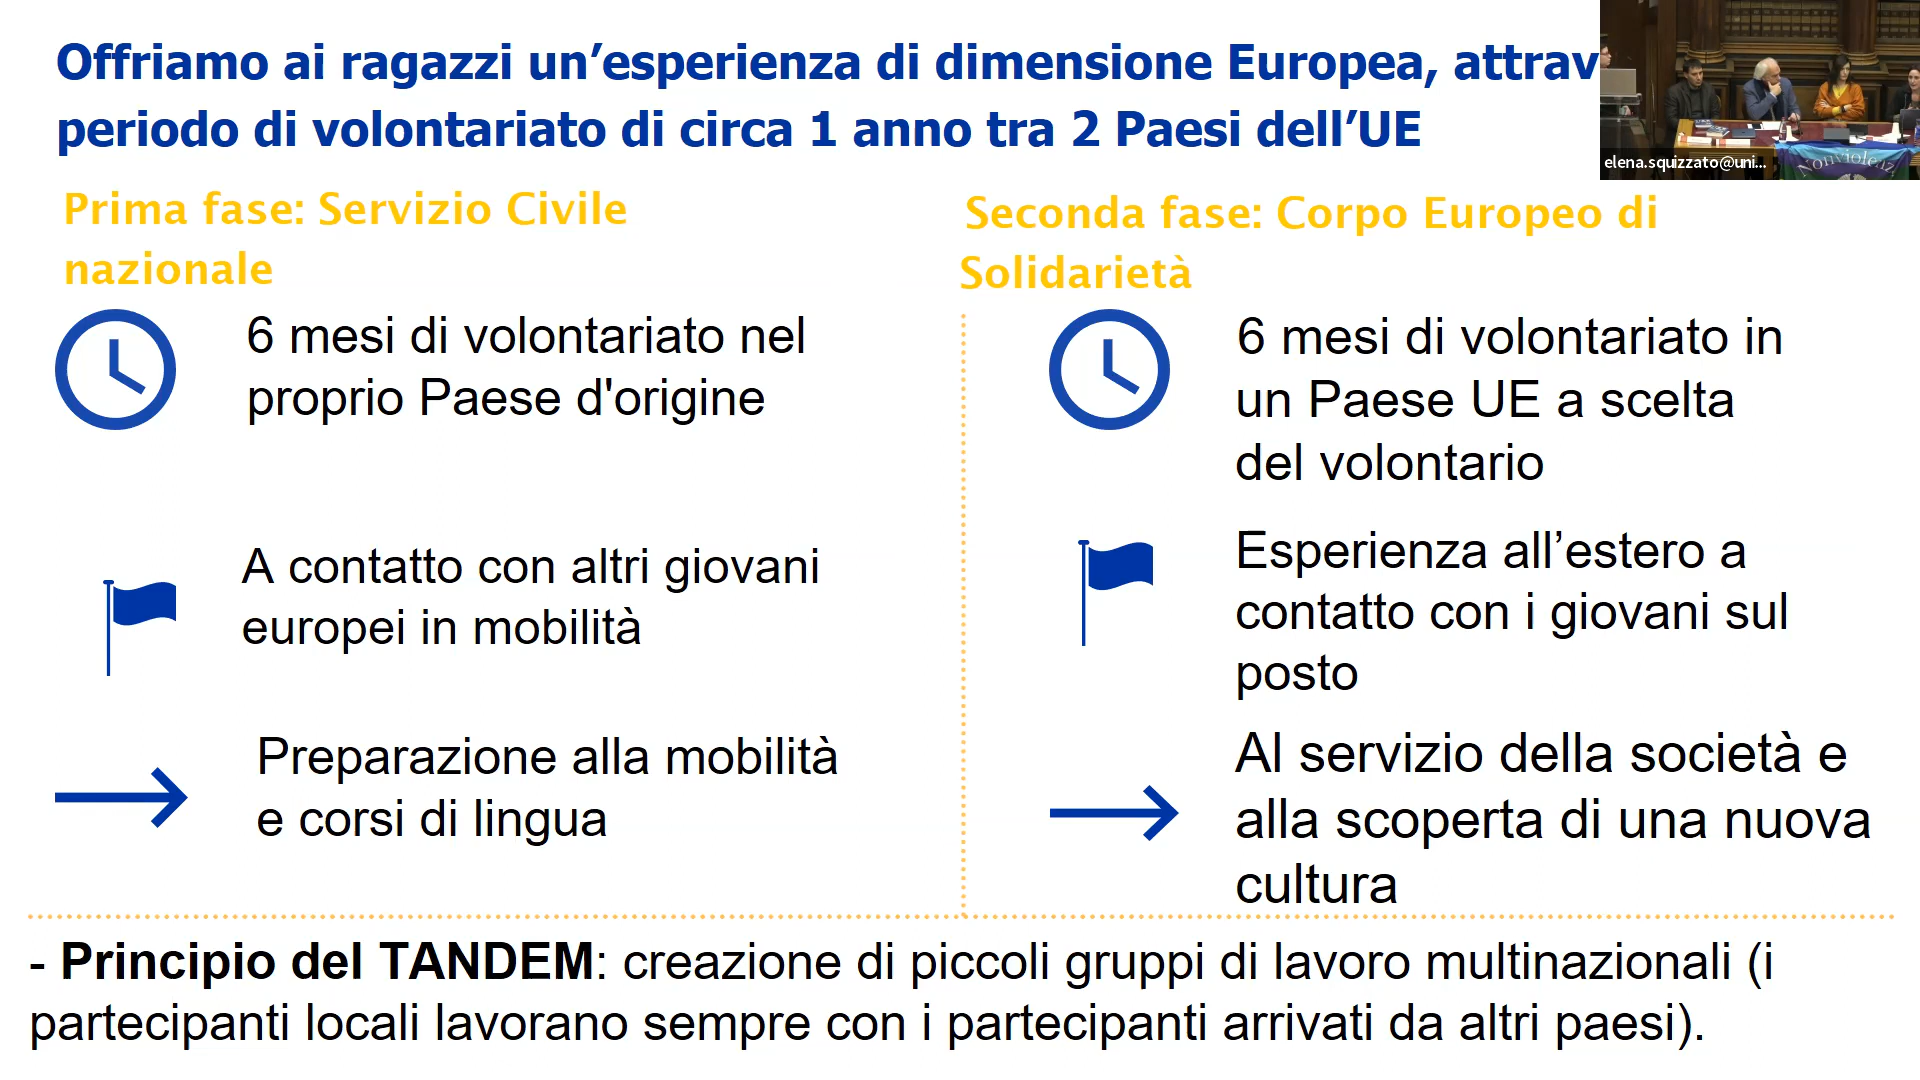 Offriamo ai ragazzi un’esperienza di dimensione Europea, attrav
periodo di volontariato di circa 1 anno tra 2 Paesi dell’UE
elena.squizzato@uni...
Prima fase: Servizio Civile
nazionale
6 mesi di volontariato nel
proprio Paese d'origine
A contatto con altri giovani
europei in mobilità
Preparazione alla mobilità
e corsi di lingua
Seconda fase: Corpo Europeo di
Solidarietà
6 mesi di volontariato in
un Paese UE a scelta
del volontario
Esperienza all’estero a
contatto con i giovani sul
posto
Al servizio della società e
alla scoperta di una nuova
cultura
- Principio del TANDEM: creazione di piccoli gruppi di lavoro multinazionali (i
partecipanti locali lavorano sempre con i partecipanti arrivati da altri paesi).